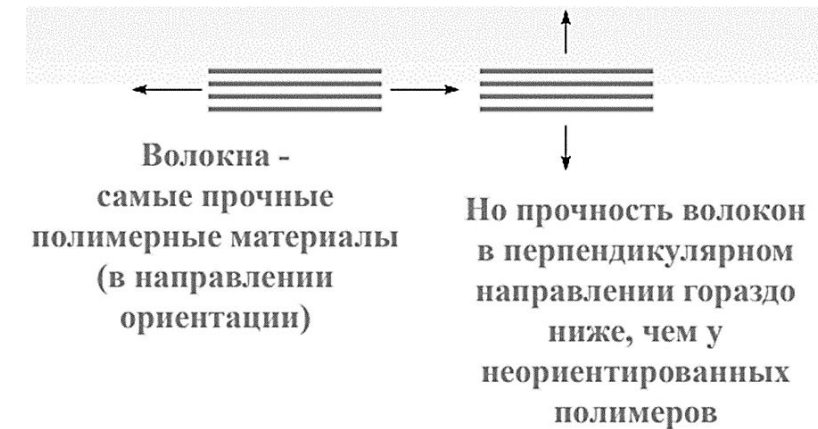 Волокна -
самые прочные
полимерные материалы
(в направлении
ориентации)
Но прочность волокон
в перпендикулярном
направлении гораздо
ниже, чем у
неориентированных
полимеров